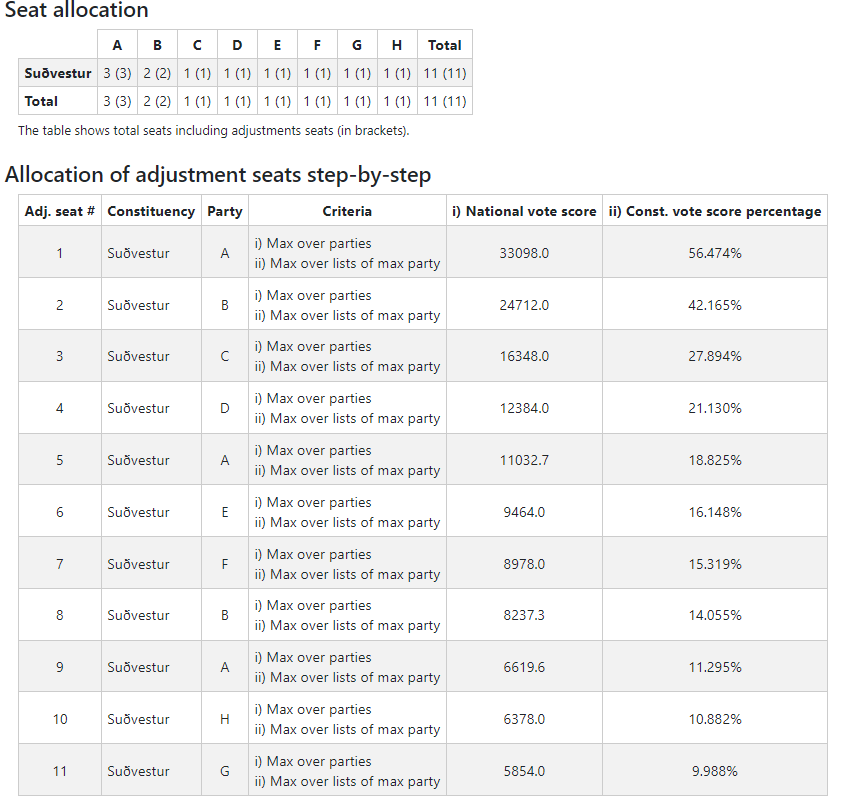 Seat allocation
A B C D E F G H Total
Suðvestur 3 (3) 2 (2) 1 (1) 1 (1) 1 (1) 1 (1) 1 (1) 1 (1) 11 (11)
Total 3 (3) 2 (2) 1 (1) 1 (1) 1 (1) 1 (1) 1 (1) 1 (1) 11 (11)
The table shows total seats including adjustments seats (in brackets).
Allocation of adjustment seats step-by-step
Adj. seat # Constituency Party Criteria i) National vote score ii) Const. vote score percentage
i) Max over parties
1 Suðvestur A 33098.0 56.474%
ii) Max over lists of max party
i) Max over parties
2 Suðvestur B 24712.0 42.165%
ii) Max over lists of max party
i) Max over parties
3 Suðvestur C 16348.0 27.894%
ii) Max over lists of max party
i) Max over parties
4 Suðvestur D 12384.0 21.130%
ii) Max over lists of max party
i) Max over parties
5 Suðvestur A 11032.7 18.825%
ii) Max over lists of max party
i) Max over parties
6 Suðvestur E 9464.0 16.148%
ii) Max over lists of max party
i) Max over parties
7 Suðvestur F 8978.0 15.319%
ii) Max over lists of max party
i) Max over parties
8 Suðvestur B 8237.3 14.055%
ii) Max over lists of max party
i) Max over parties
9 Suðvestur A 6619.6 11.295%
ii) Max over lists of max party
i) Max over parties
10 Suðvestur H 6378.0 10.882%
ii) Max over lists of max party
i) Max over parties
11 Suðvestur G 5854.0 9.988%
ii) Max over lists of max party